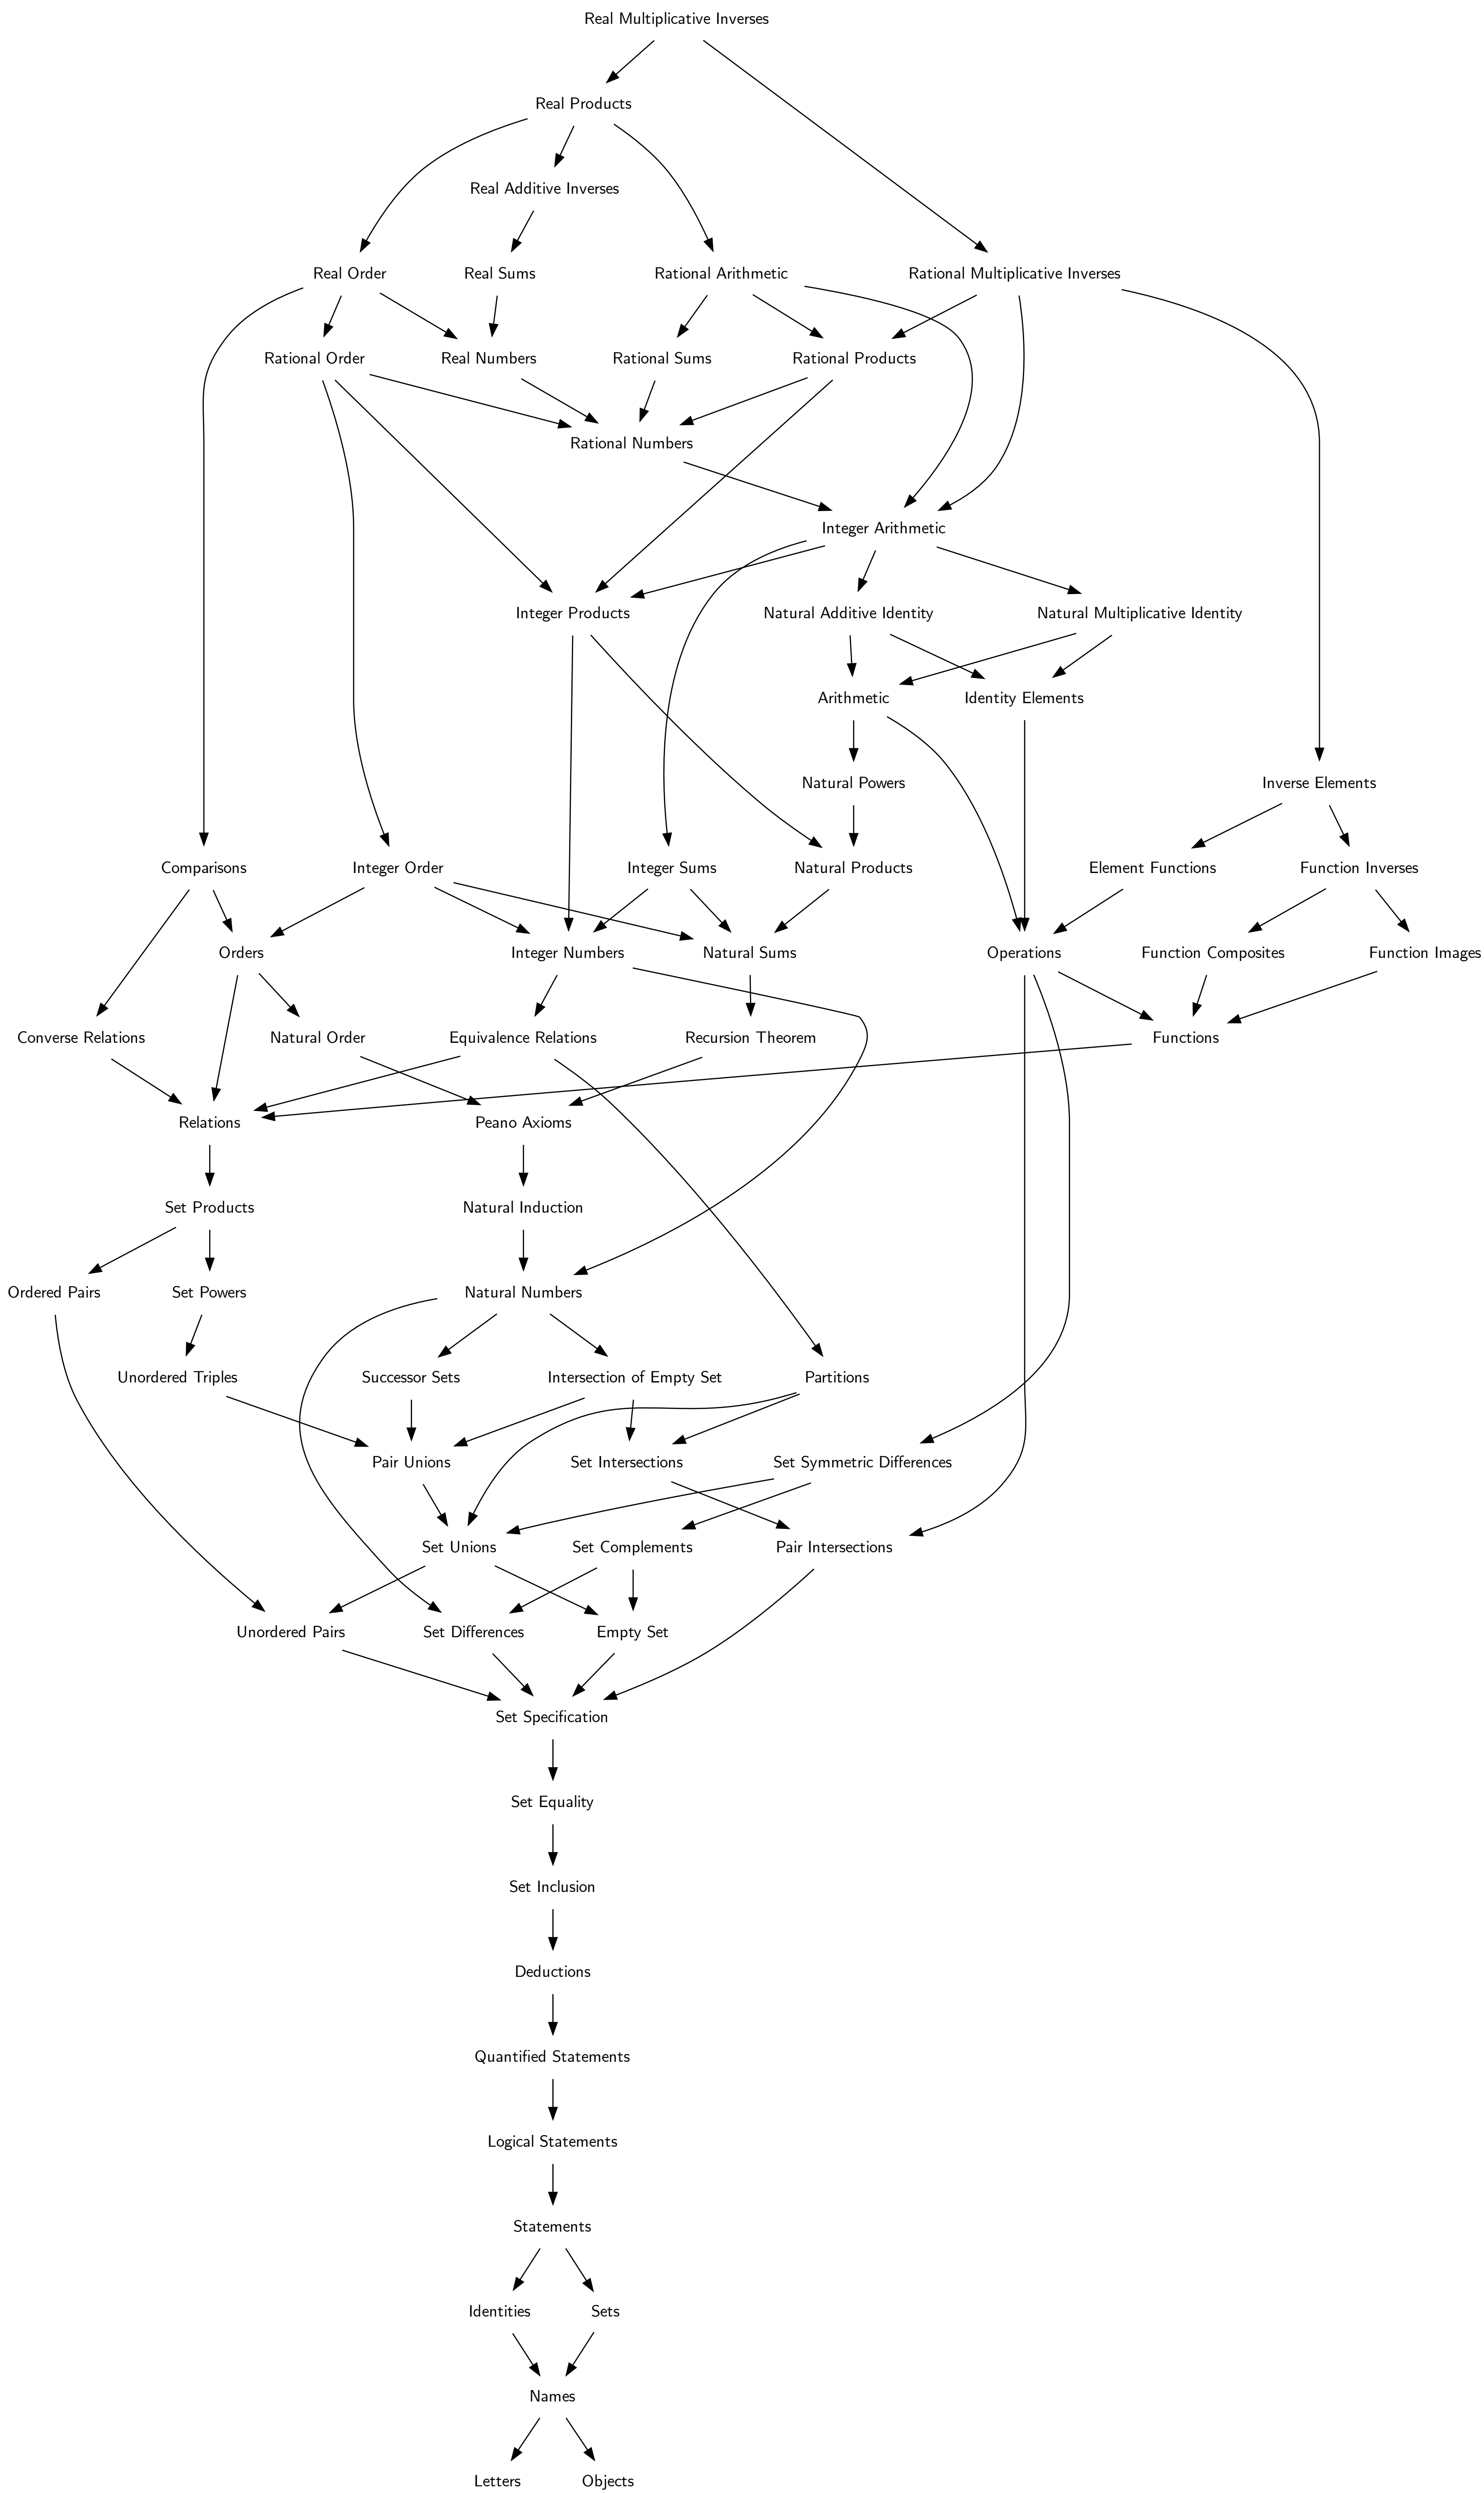 Real Multiplicative Inverses
Real Products
Real Additive Inverses
Real Order
Real Sums
Rational Arithmetic
Rational Multiplicative Inverses
Rational Order
Real Numbers
Rational Sums
Rational Products
Rational Numbers
Integer Arithmetic
Integer Products
Natural Additive Identity
Natural Multiplicative Identity
Arithmetic
Identity Elements
Natural Powers
Inverse Elements
Comparisons
Integer Order
Integer Sums
Natural Products
Element Functions
Function Inverses
Orders
Integer Numbers
Natural Sums
Operations
Function Composites
Function Images
Converse Relations
Natural Order
Equivalence Relations
Recursion Theorem
Functions
Relations
Peano Axioms
Set Products
Natural Induction
Ordered Pairs
Set Powers
Natural Numbers
Unordered Triples
Successor Sets
Intersection of Empty Set
Partitions
Pair Unions
Set Intersections
Set Symmetric Differences
Set Unions
Set Complements
Pair Intersections
Unordered Pairs
Set Differences
Empty Set
Set Specification
Set Equality
Set Inclusion
Deductions
Quantified Statements
Logical Statements
Statements
Identities
Sets
Names
Letters
Objects